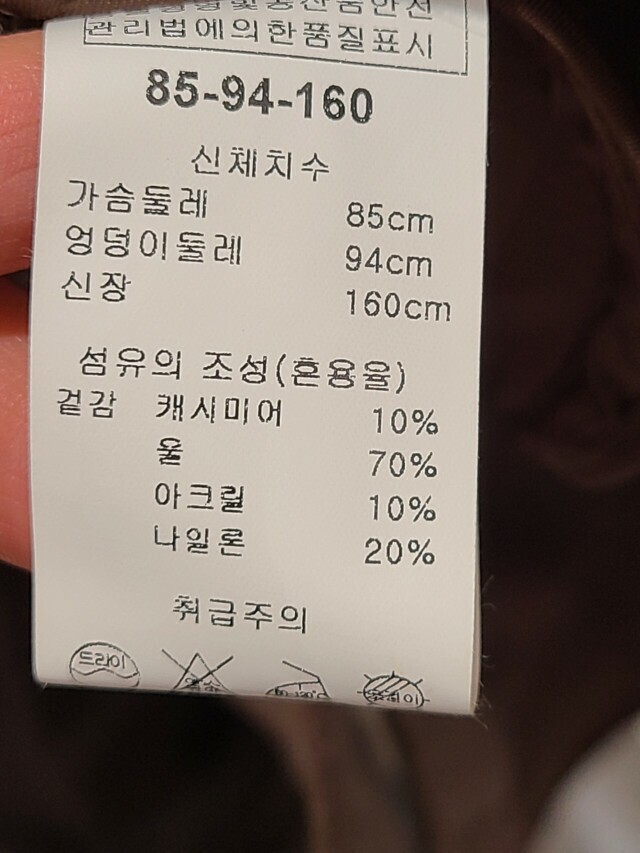 관리법에의한품질표시
85-94-160
신체치수
가슴둘레 85cm
엉덩이둘레 94cm
신장 160cm
섬유의 조성(혼용율)
겉감 캐시미어 10%
울 70%
아크릴 10%
나일론 20%
취급주의
드라이